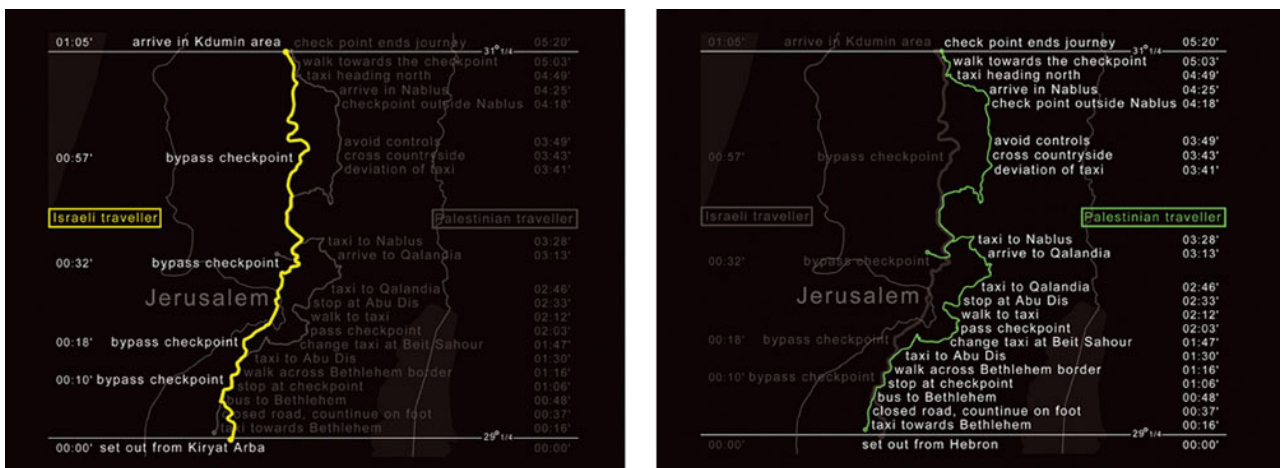 01:05' arrive in Kdumin area check point ends journey 05:20'
31° 1/4
walk towards the checkpoint 05:03'
taxi heading north 04:49'
arrive in Nablus 04:25'
checkpoint outside Nablus 04:18'
avoid controls 03:49'
00:57' bypass checkpoint cross countryside 03:43'
deviation of taxi 03:41'
Israeli traveller Palestinian traveller
taxi to Nablus 03:28'
arrive to Qalandia 03:13'
00:32' bypass checkpoint
taxi to Qalandia 02:46'
Jerusalem stop at Abu Dis 02:33'
walk to taxi 02:12'
pass checkpoint 02:03'
00:18' bypass checkpoint change taxi at Beit Sahour 01:47'
taxi to Abu Dis 01:30'
walk across Bethlehem border 01:16'
00:10' bypass checkpoint stop at checkpoint 01:06'
bus to Bethlehem 00:48'
closed road, countinue on foot 00:37'
taxi towards Bethlehem 00:16'
29° 1/4
00:00' set out from Kiryat Arba 00:00'
01:05' arrive in Kdumin area check point ends journey 05:20'
31° 1/4
walk towards the checkpoint 05:03'
taxi heading north 04:49'
arrive in Nablus 04:25'
check point outside Nablus 04:18'
avoid controls 03:49'
00:57' bypass checkpoint cross countryside 03:43'
deviation of taxi 03:41'
Israeli traveller Palestinian traveller
taxi to Nablus 03:28'
arrive to Qalandia 03:13'
00:32' bypass checkpoint
taxi to Qalandia 02:46'
Jerusalem stop at Abu Dis 02:33'
walk to taxi 02:12'
pass checkpoint 02:03'
00:18' bypass checkpoint change taxi at Beit Sahour 01:47'
taxi to Abu Dis 01:30'
walk across Bethlehem border 01:16'
00:10' bypass checkpoint stop at checkpoint 01:06'
bus to Bethlehem 00:48'
closed road, countinue on foot 00:37'
taxi towards Bethlehem 00:16'
29° 1/4
00:00' set out from Hebron 00:00'